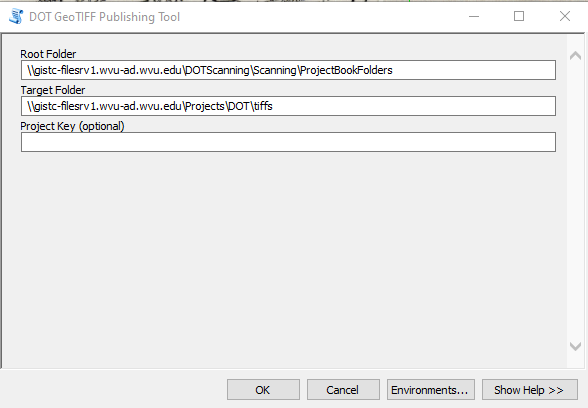 DOT GeoTIFF Publishing Tool
Root Folder
\\gistc-filesrv1.wvu-ad.wvu.edu\DOTScanning\Scanning\ProjectBookFolders
Target Folder
\\gistc-filesrv1.wvu-ad.wvu.edu\Projects\DOT\tiffs
Project Key (optional)
OK Cancel Environments... Show Help >>